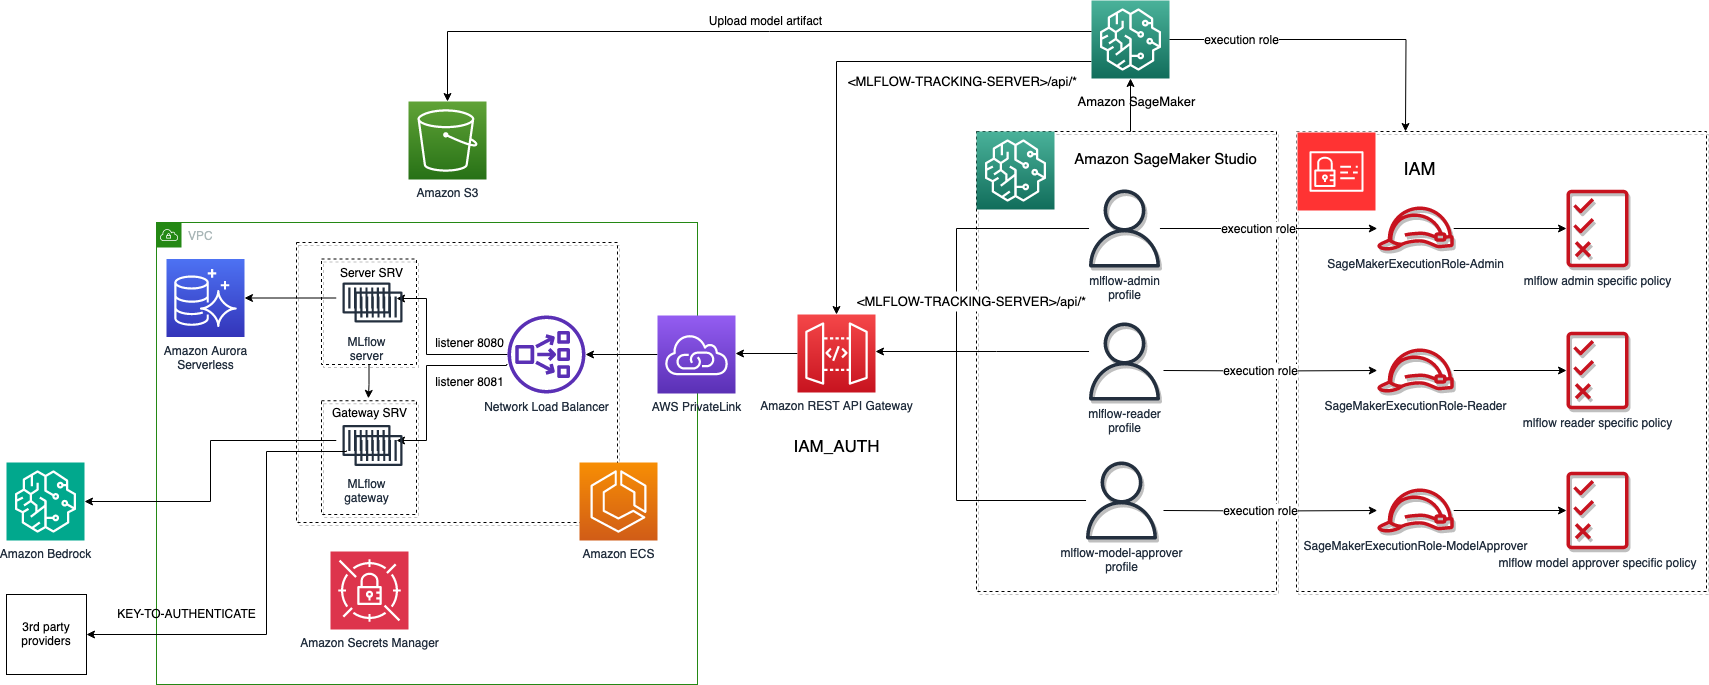 Upload model artifact
execution role
<MLFLOW-TRACKING-SERVER>/api/*
Amazon SageMaker
Amazon S3
Amazon SageMaker Studio
IAM
VPC
Server SRV
MLflow
server
Amazon Aurora
Serverless
listener 8080
listener 8081
Gateway SRV
MLflow
gateway
Network Load Balancer
AWS PrivateLink
Amazon REST API Gateway
IAM_AUTH
<MLFLOW-TRACKING-SERVER>/api/*
mlflow-admin
profile
execution role
SageMakerExecutionRole-Admin
mlflow admin specific policy
mlflow-reader
profile
execution role
SageMakerExecutionRole-Reader
mlflow reader specific policy
mlflow-model-approver
profile
execution role
SageMakerExecutionRole-ModelApprover
mlflow model approver specific policy
Amazon Bedrock
Amazon ECS
KEY-TO-AUTHENTICATE
3rd party
providers
Amazon Secrets Manager